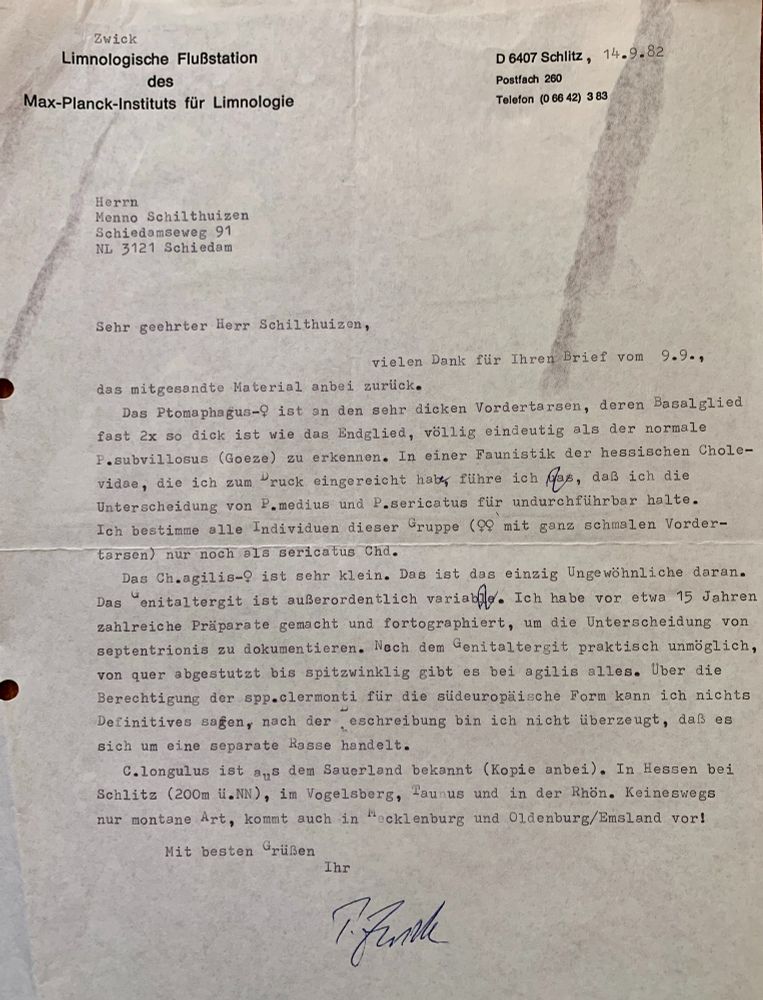 Zwick
Limnologische Flußstation
des
Max-Planck-Instituts für Limnologie
D 6407 Schlitz, 14.9.82
Postfach 260
Telefon (0 66 42) 3 83
Herrn
Menno Schilthuizen
Schiedamseweg 91
NL 3121 Schiedam
Sehr geehrter Herr Schilthuizen,
vielen Dank für Ihren Brief vom 9.9.,
das mitgesandte Material anbei zurück.
Das Ptomaphagus-♀ ist an den sehr dicken Vordertarsen, deren Basalglied
fast 2x so dick ist wie das Endglied, völlig eindeutig als der normale
P.subvillosus (Goeze) zu erkennen. In einer Faunistik der hessischen Chole-
vidae, die ich zum Druck eingereicht hab, führe ich , daß ich die
Unterscheidung von P.medius und P.sericatus für undurchführbar halte.
Ich bestimme alle Individuen dieser Gruppe (♀♀ mit ganz schmalen Vorder-
tarsen) nur noch als sericatus Chd.
Das Ch.agilis-♀ ist sehr klein. Das ist das einzig Ungewöhnliche daran.
Das Genitaltergit ist außerordentlich variabel. Ich habe vor etwa 15 Jahren
zahlreiche Präparate gemacht und fortographiert, um die Unterscheidung von
septentrionis zu dokumentieren. Nach dem Genitaltergit praktisch unmöglich,
von quer abgestutzt bis spitzwinklig gibt es bei agilis alles. Über die
Berechtigung der spp.clermonti für die südeuropäische Form kann ich nichts
Definitives sagen, nach der Beschreibung bin ich nicht überzeugt, daß es
sich um eine separate Rasse handelt.
C.longulus ist aus dem Sauerland bekannt (Kopie anbei). In Hessen bei
Schlitz (200m ü.NN), im Vogelsberg, Taunus und in der Rhön. Keineswegs
nur montane Art, kommt auch in Mecklenburg und Oldenburg/Emsland vor!
Mit besten Grüßen
Ihr
P. Zwick